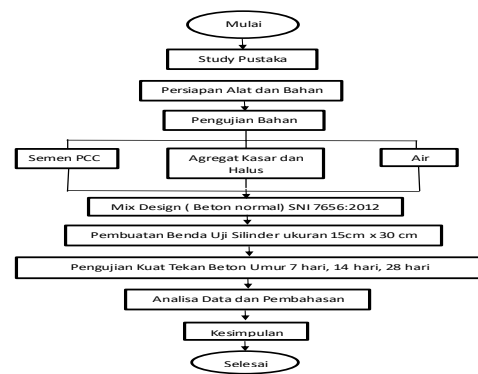 Mulai
Study Pustaka
Persiapan Alat dan Bahan
Pengujian Bahan
Semen PCC
Agregat Kasar dan
Halus
Air
Mix Design ( Beton normal) SNI 7656:2012
Pembuatan Benda Uji Silinder ukuran 15cm x 30 cm
Pengujian Kuat Tekan Beton Umur 7 hari, 14 hari, 28 hari
Analisa Data dan Pembahasan
Kesimpulan
Selesai